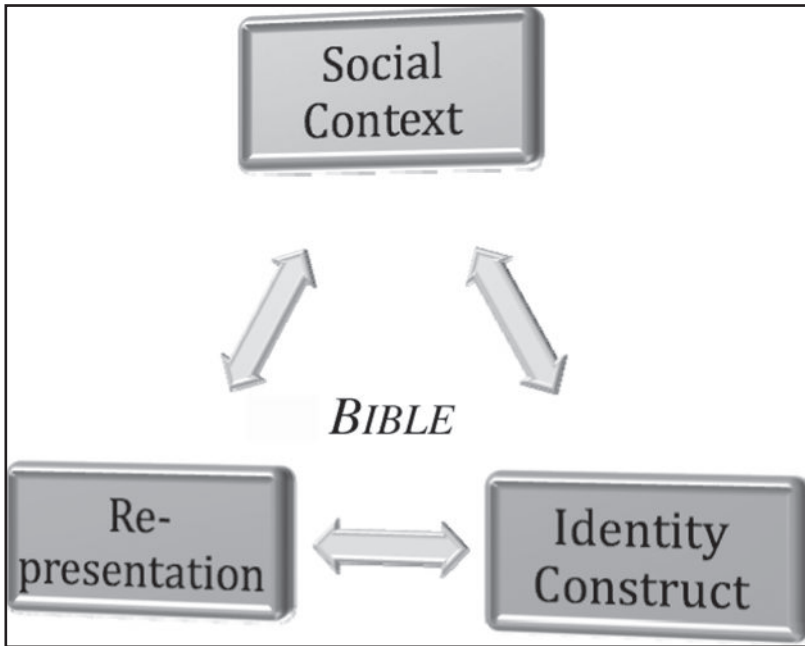 Social
Context
BIBLE
Re-
presentation
Identity
Construct